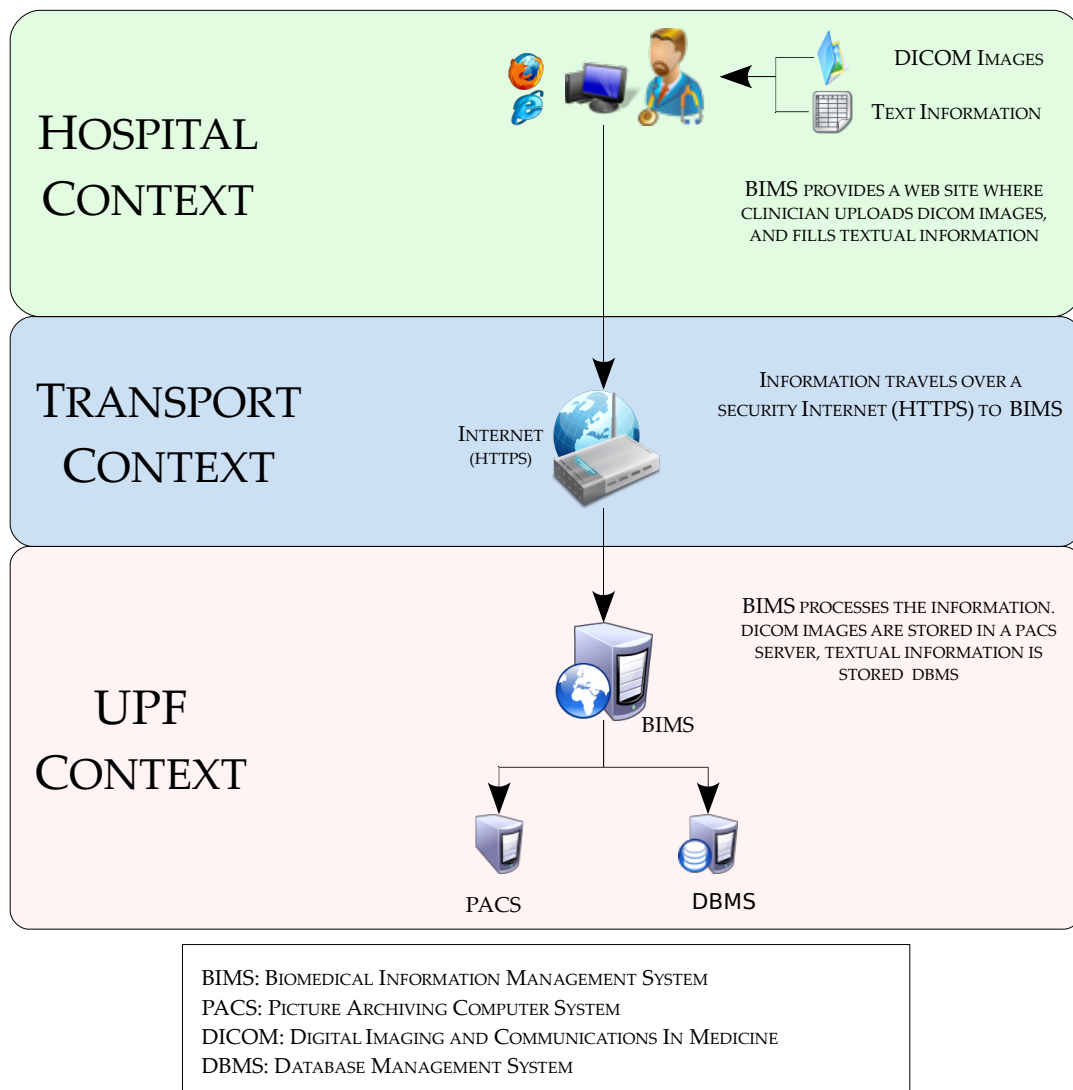 HOSPITAL
CONTEXT
DICOM IMAGES
TEXT INFORMATION
BIMS PROVIDES A WEB SITE WHERE
CLINICIAN UPLOADS DICOM IMAGES,
AND FILLS TEXTUAL INFORMATION
TRANSPORT
CONTEXT
INTERNET
(HTTPS)
INFORMATION TRAVELS OVER A
SECURITY INTERNET (HTTPS) TO BIMS
UPF
CONTEXT
BIMS PROCESSES THE INFORMATION.
DICOM IMAGES ARE STORED IN A PACS
SERVER, TEXTUAL INFORMATION IS
STORED DBMS
BIMS
PACS
DBMS
BIMS: BIOMEDICAL INFORMATION MANAGEMENT SYSTEM
PACS: PICTURE ARCHIVING COMPUTER SYSTEM
DICOM: DIGITAL IMAGING AND COMMUNICATIONS IN MEDICINE
DBMS: DATABASE MANAGEMENT SYSTEM